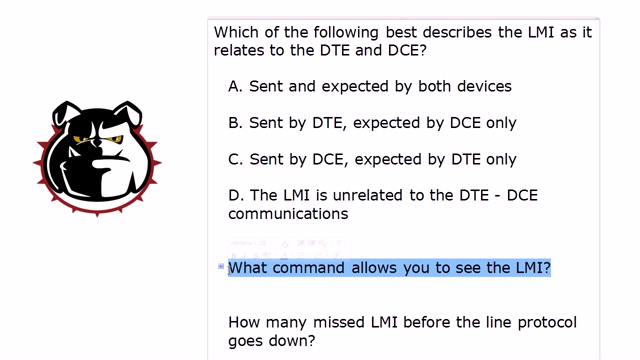 Which of the following best describes the LMI as it
relates to the DTE and DCE?
A. Sent and expected by both devices
B. Sent by DTE, expected by DCE only
C. Sent by DCE, expected by DTE only
D. The LMI is unrelated to the DTE - DCE
communications
What command allows you to see the LMI?
How many missed LMI before the line protocol
goes down?